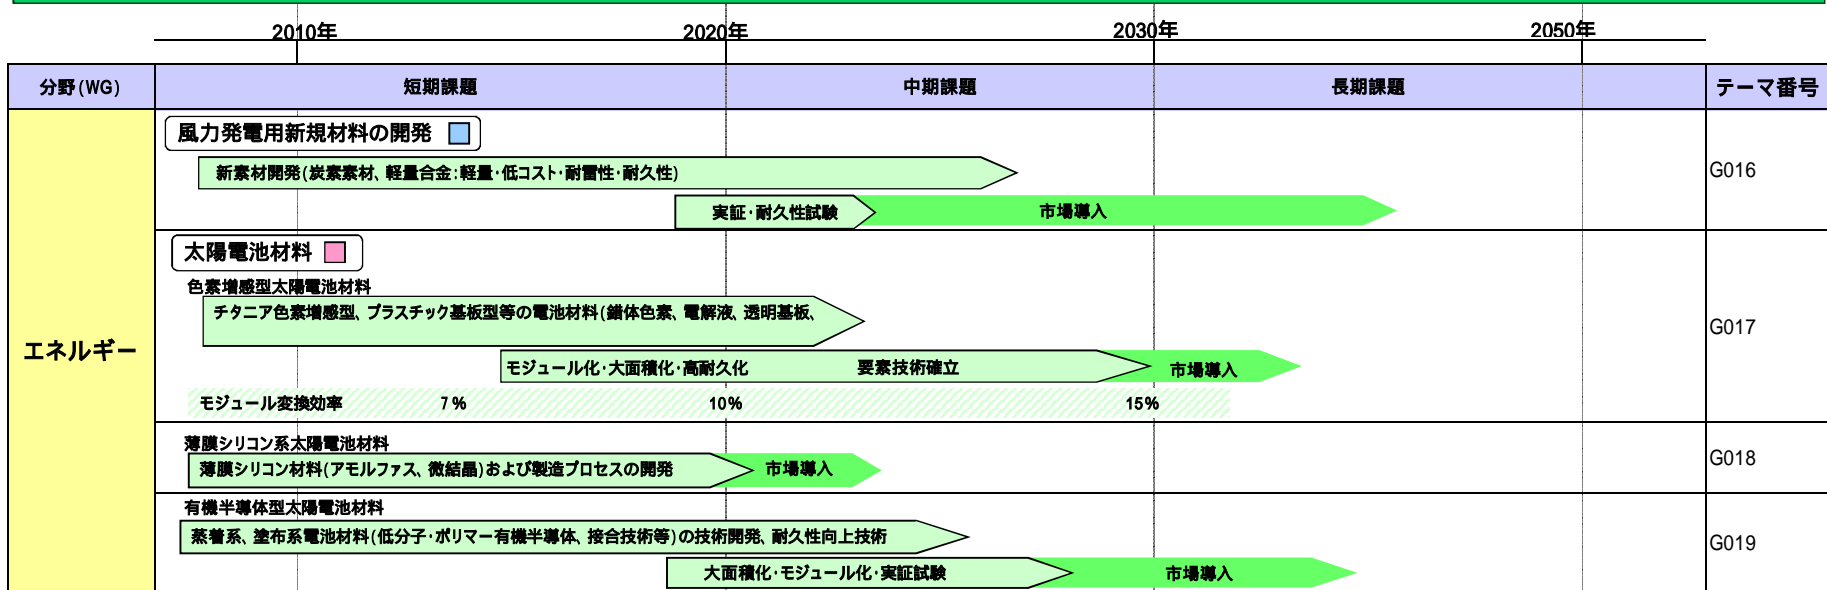 2010年 2020年 2030年 2050年
分野(WG) 短期課題 中期課題 長期課題 テーマ番号
エネルギー
風力発電用新規材料の開発
新素材開発(炭素素材、軽量合金:軽量･低コスト･耐雷性･耐久性)
実証･耐久性試験 市場導入
G016
太陽電池材料
色素増感型太陽電池材料
チタニア色素増感型、プラスチック基板型等の電池材料(錯体色素、電解液、透明基板、
モジュール化･大面積化･高耐久化 要素技術確立 市場導入
モジュール変換効率 7% 10% 15%
G017
薄膜シリコン系太陽電池材料
薄膜シリコン材料(アモルファス、微結晶)および製造プロセスの開発 市場導入
G018
有機半導体型太陽電池材料
蒸着系、塗布系電池材料(低分子･ポリマー有機半導体、接合技術等)の技術開発、耐久性向上技術
大面積化･モジュール化･実証試験 市場導入
G019